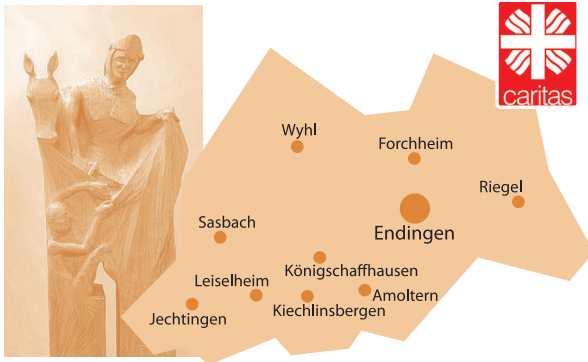 caritas
Wyhl
Forchheim
Riegel
Sasbach
Endingen
Königschaffhausen
Leiselheim
Amoltern
Kiechlinsbergen
Jechtingen